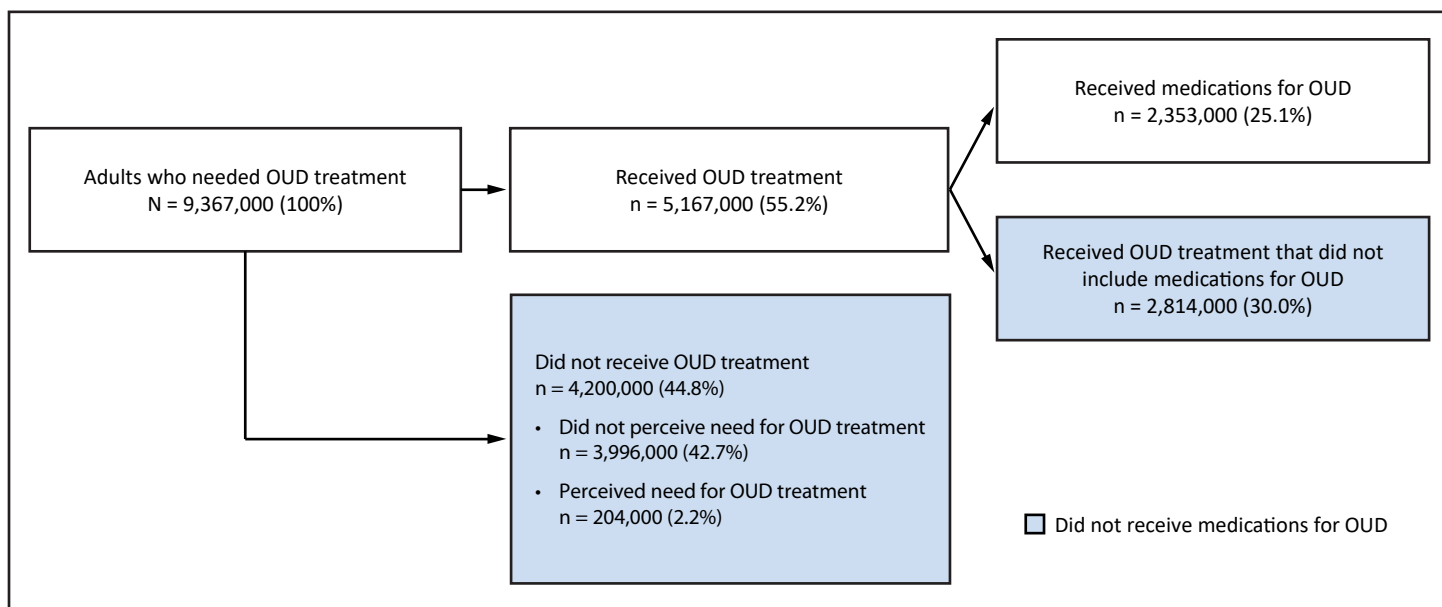 Adults who needed OUD treatment
N = 9,367,000 (100%)
Received OUD treatment
n = 5,167,000 (55.2%)
Received medications for OUD
n = 2,353,000 (25.1%)
Received OUD treatment that did not
include medications for OUD
n = 2,814,000 (30.0%)
Did not receive OUD treatment
n = 4,200,000 (44.8%)
• Did not perceive need for OUD treatment
n = 3,996,000 (42.7%)
• Perceived need for OUD treatment
n = 204,000 (2.2%)
Did not receive medications for OUD